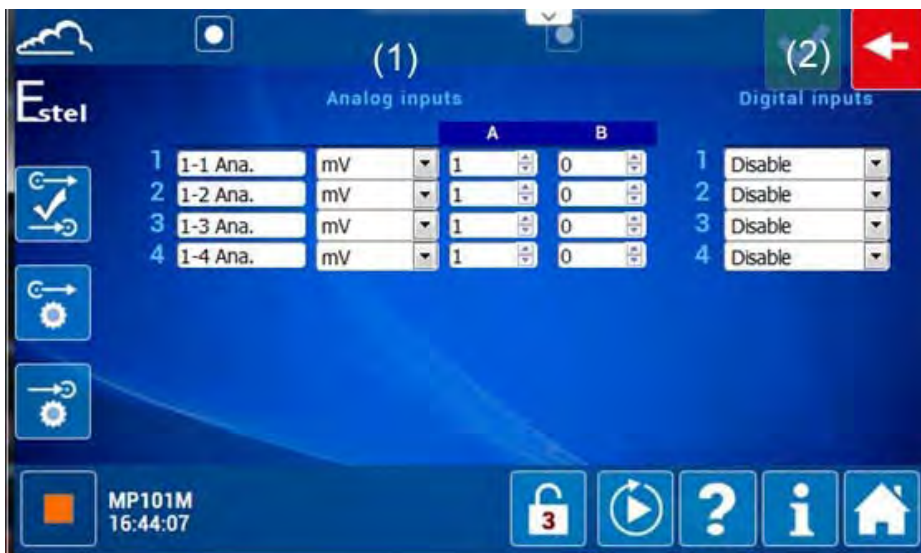 (1) (2)
Estel Analog inputs Digital inputs
A B
1 1-1 Ana. mV 1 0 1 Disable
2 1-2 Ana. mV 1 0 2 Disable
3 1-3 Ana. mV 1 0 3 Disable
4 1-4 Ana. mV 1 0 4 Disable
MP101M 3 ? i
16:44:07